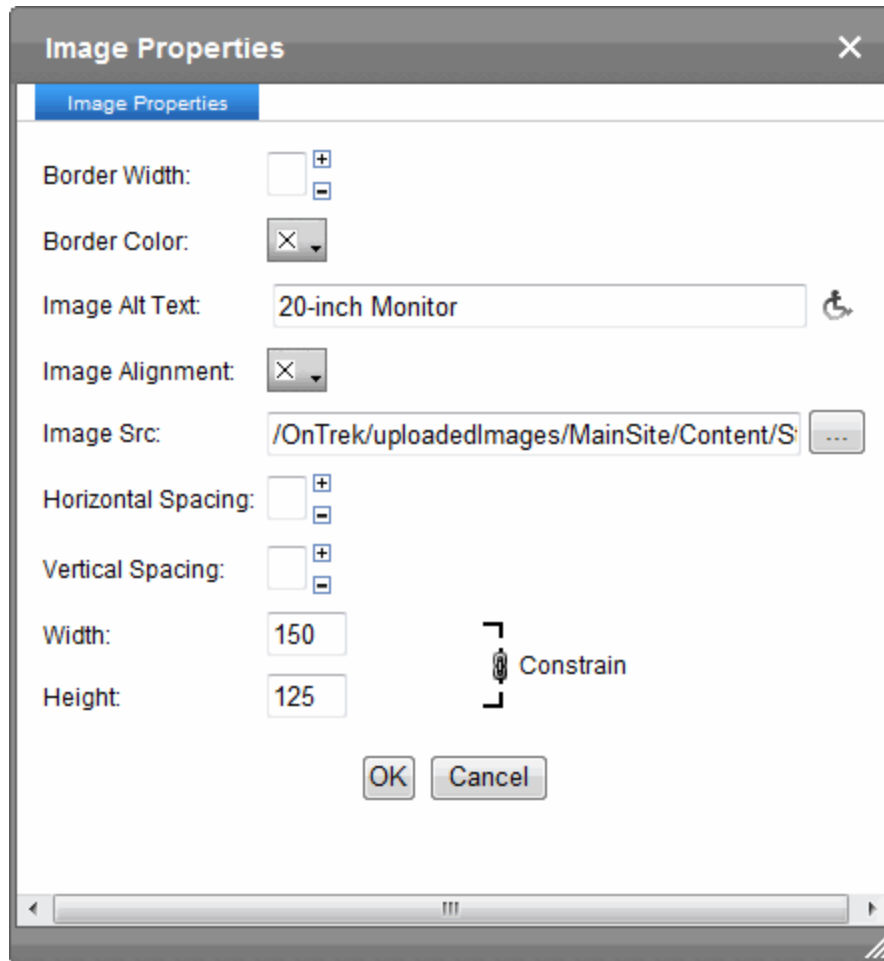 Image Properties
Image Properties
Border Width:
Border Color:
Image Alt Text: 20-inch Monitor
Image Alignment:
Image Src: /OnTrek/uploadedImages/MainSite/Content/ ...
Horizontal Spacing:
Vertical Spacing:
Width: 150
Constrain
Height: 125
OK Cancel